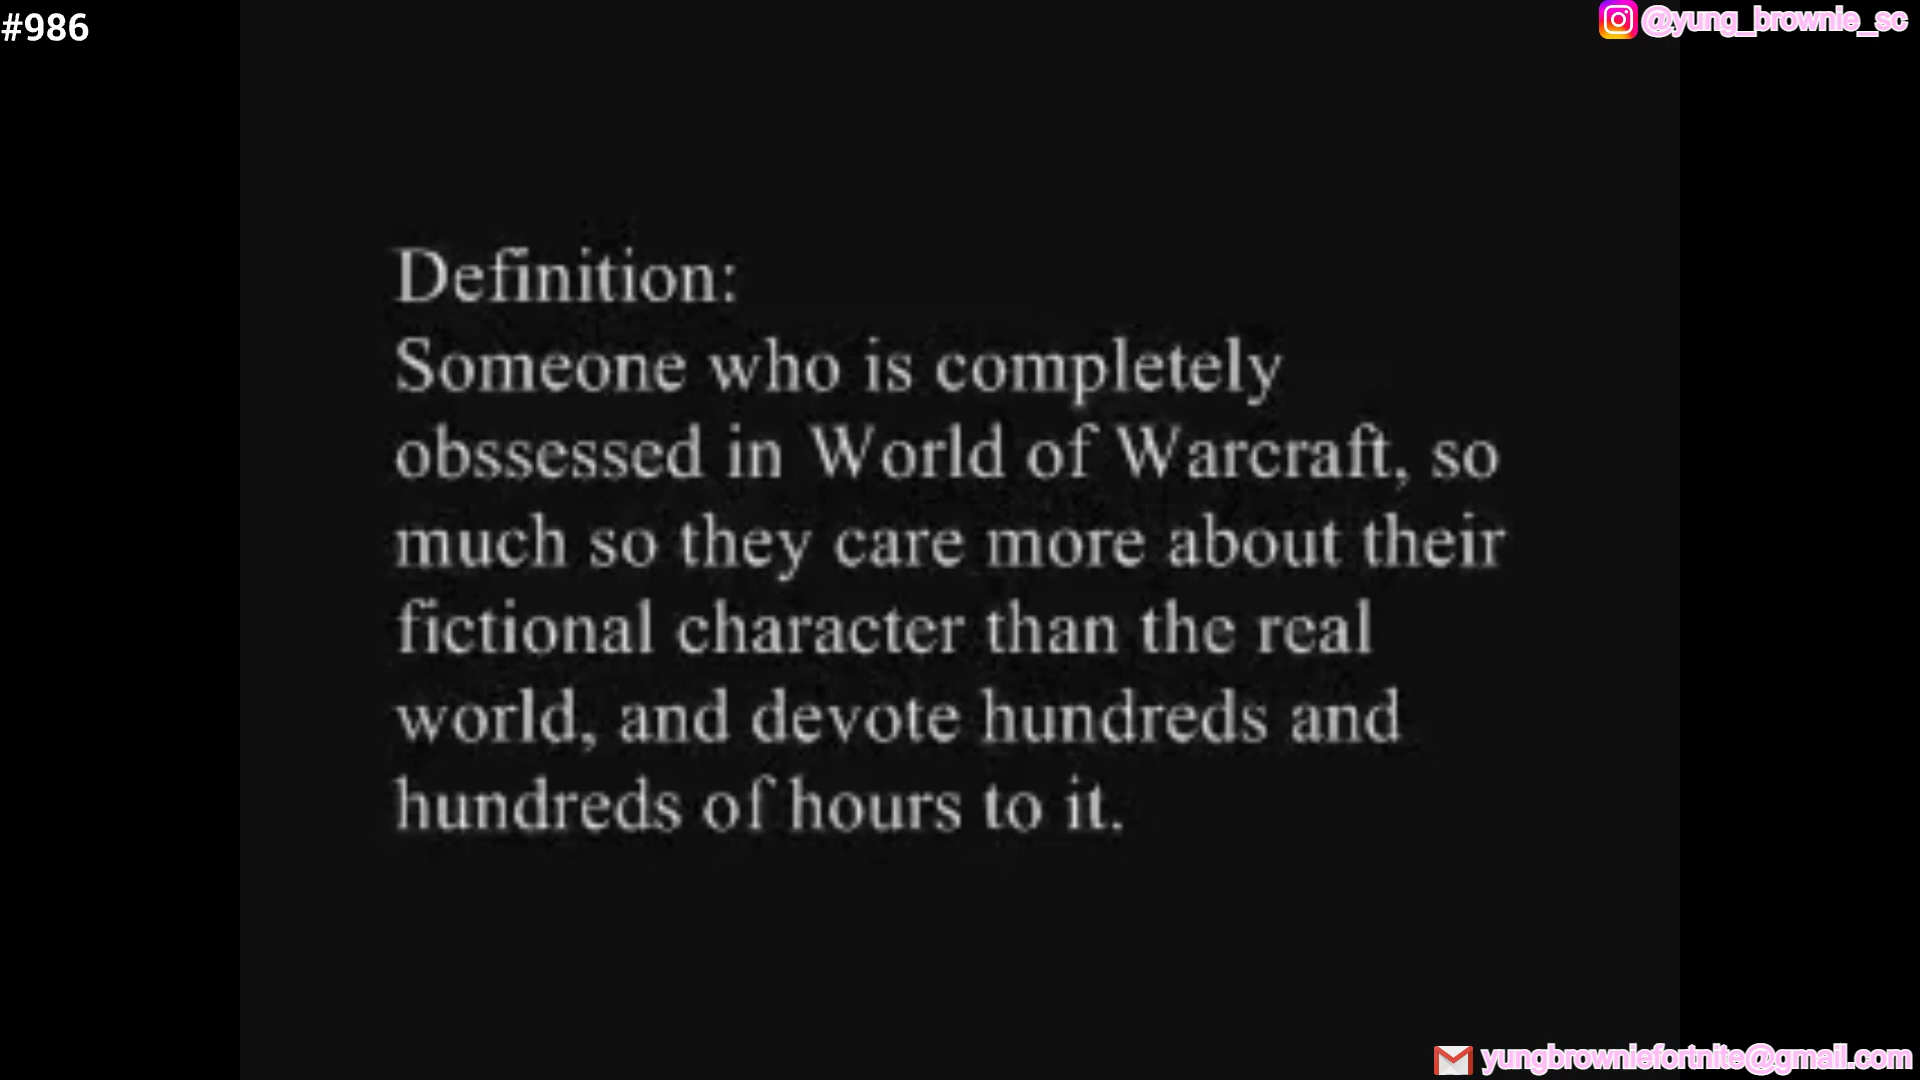 #986
@yung_brownie_sc
Definition:
Someone who is completely
obssessed in World of Warcraft, so
much so they care more about their
fictional character than the real
world, and devote hundreds and
hundreds of hours to it.
yungbrowniefortnite@gmail.com